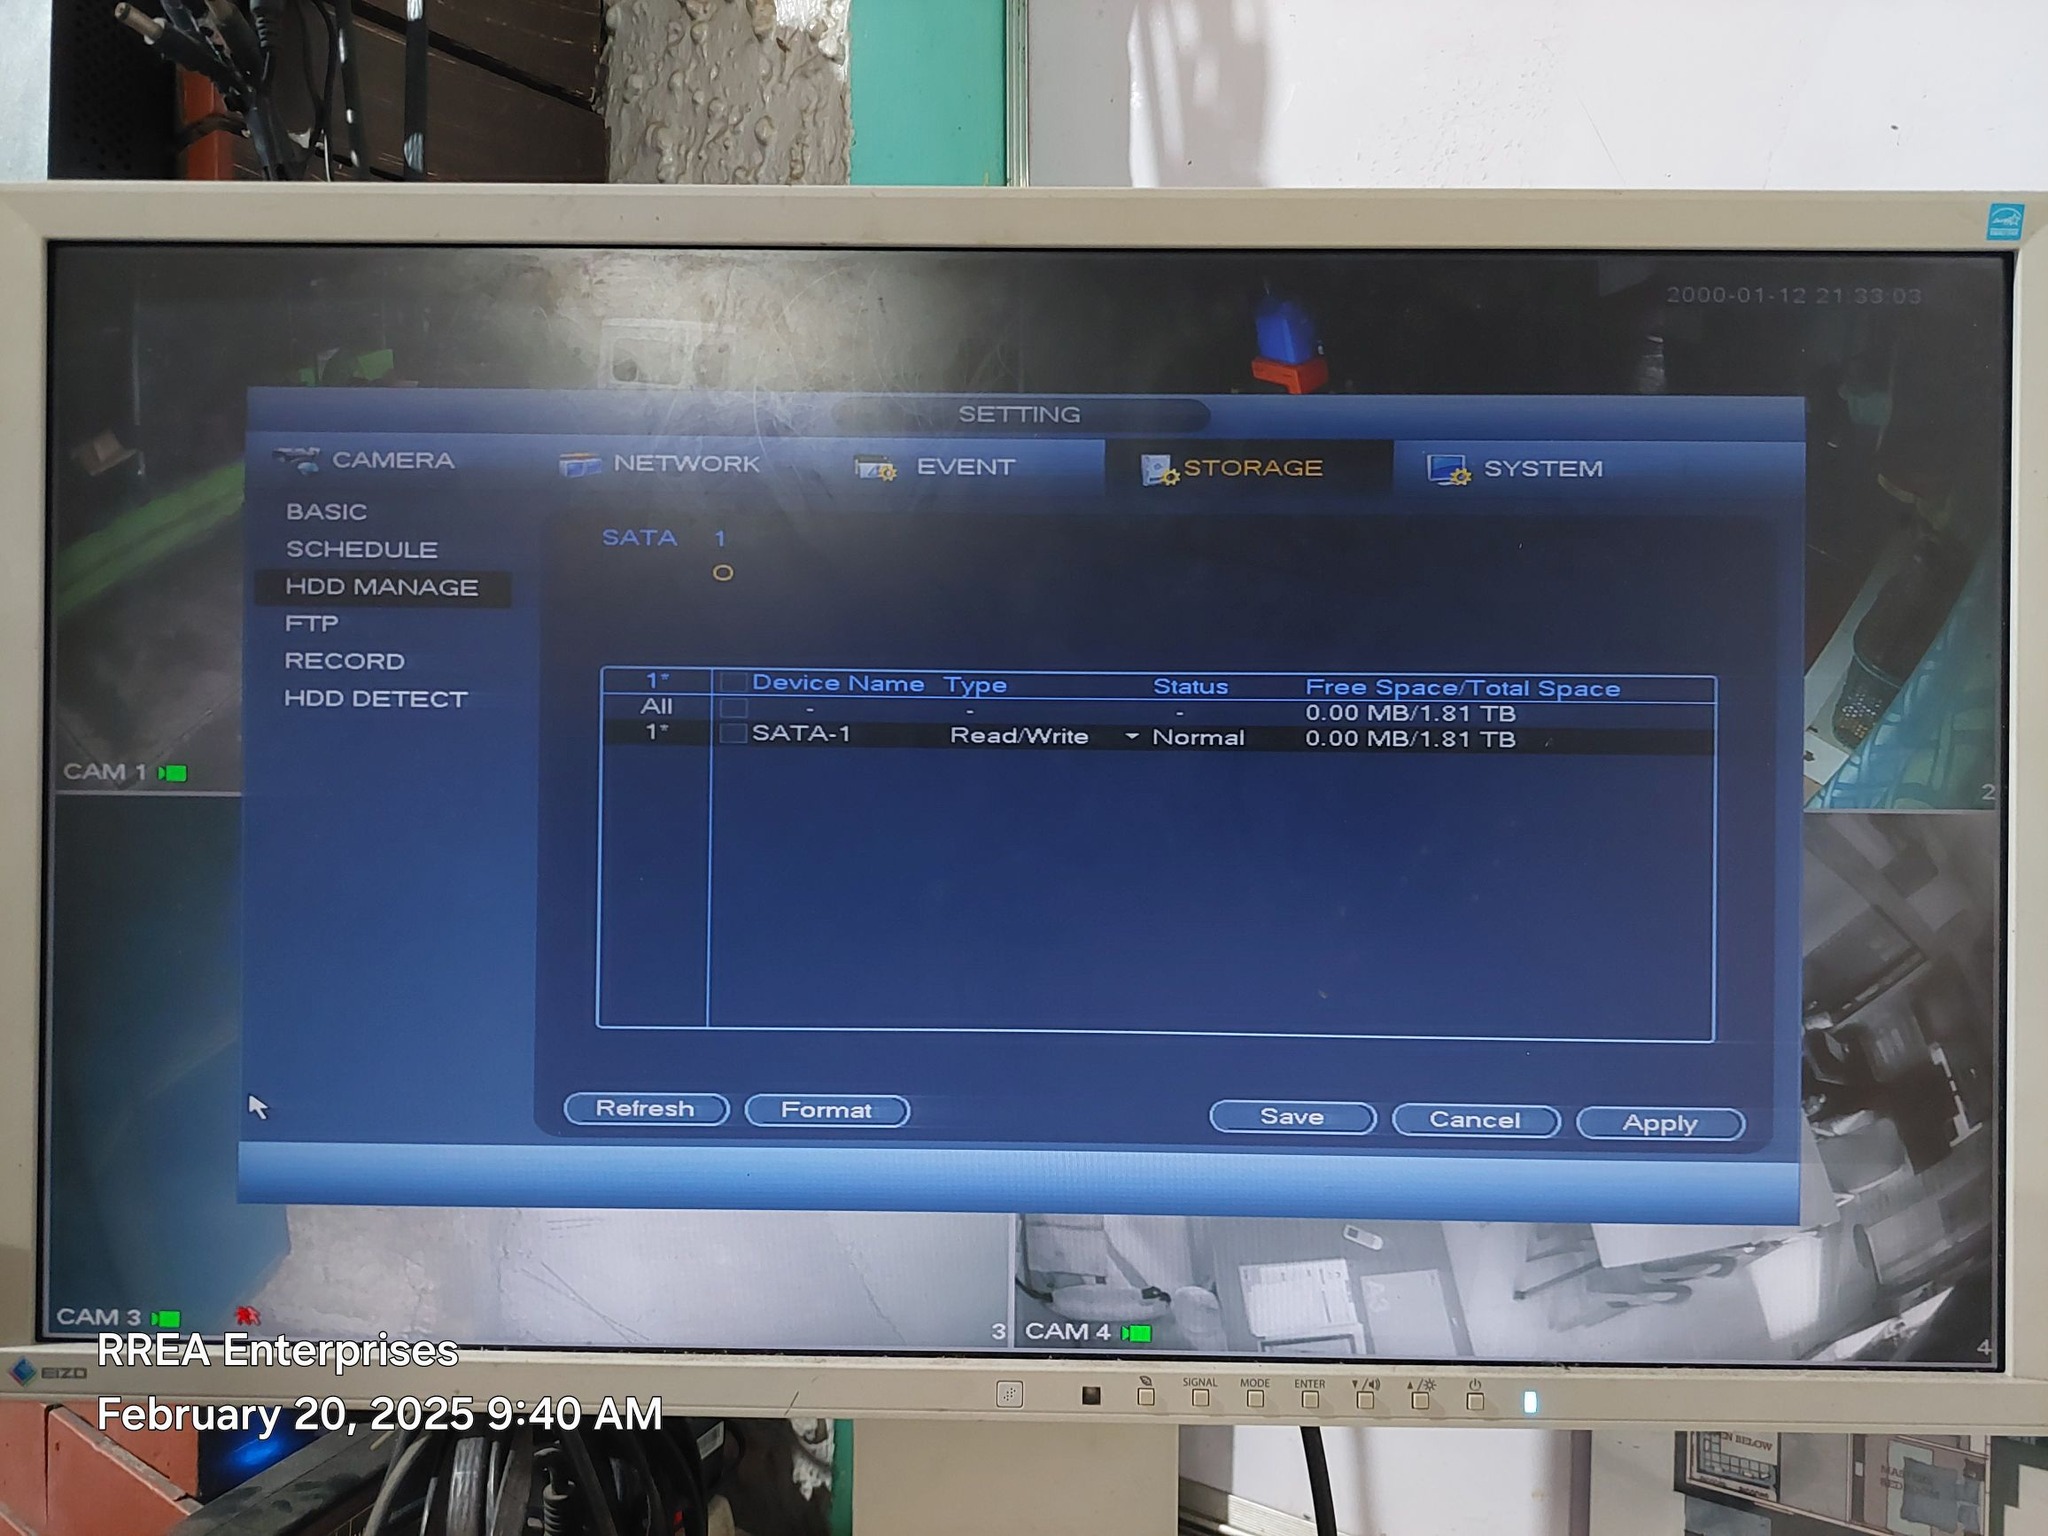 2000-01-12 21:33:03
SETTING
CAMERA NETWORK EVENT STORAGE SYSTEM
BASIC
SCHEDULE
HDD MANAGE
FTP
RECORD
HDD DETECT
SATA 1
O
1* Device Name Type Status Free Space/Total Space
All - - - 0.00 MB/1.81 TB
1* SATA-1 Read/Write Normal 0.00 MB/1.81 TB
Refresh Format Save Cancel Apply
CAM 1
2
CAM 3
3
CAM 4
4
EIZO
SIGNAL MODE ENTER
RREA Enterprises
February 20, 2025 9:40 AM